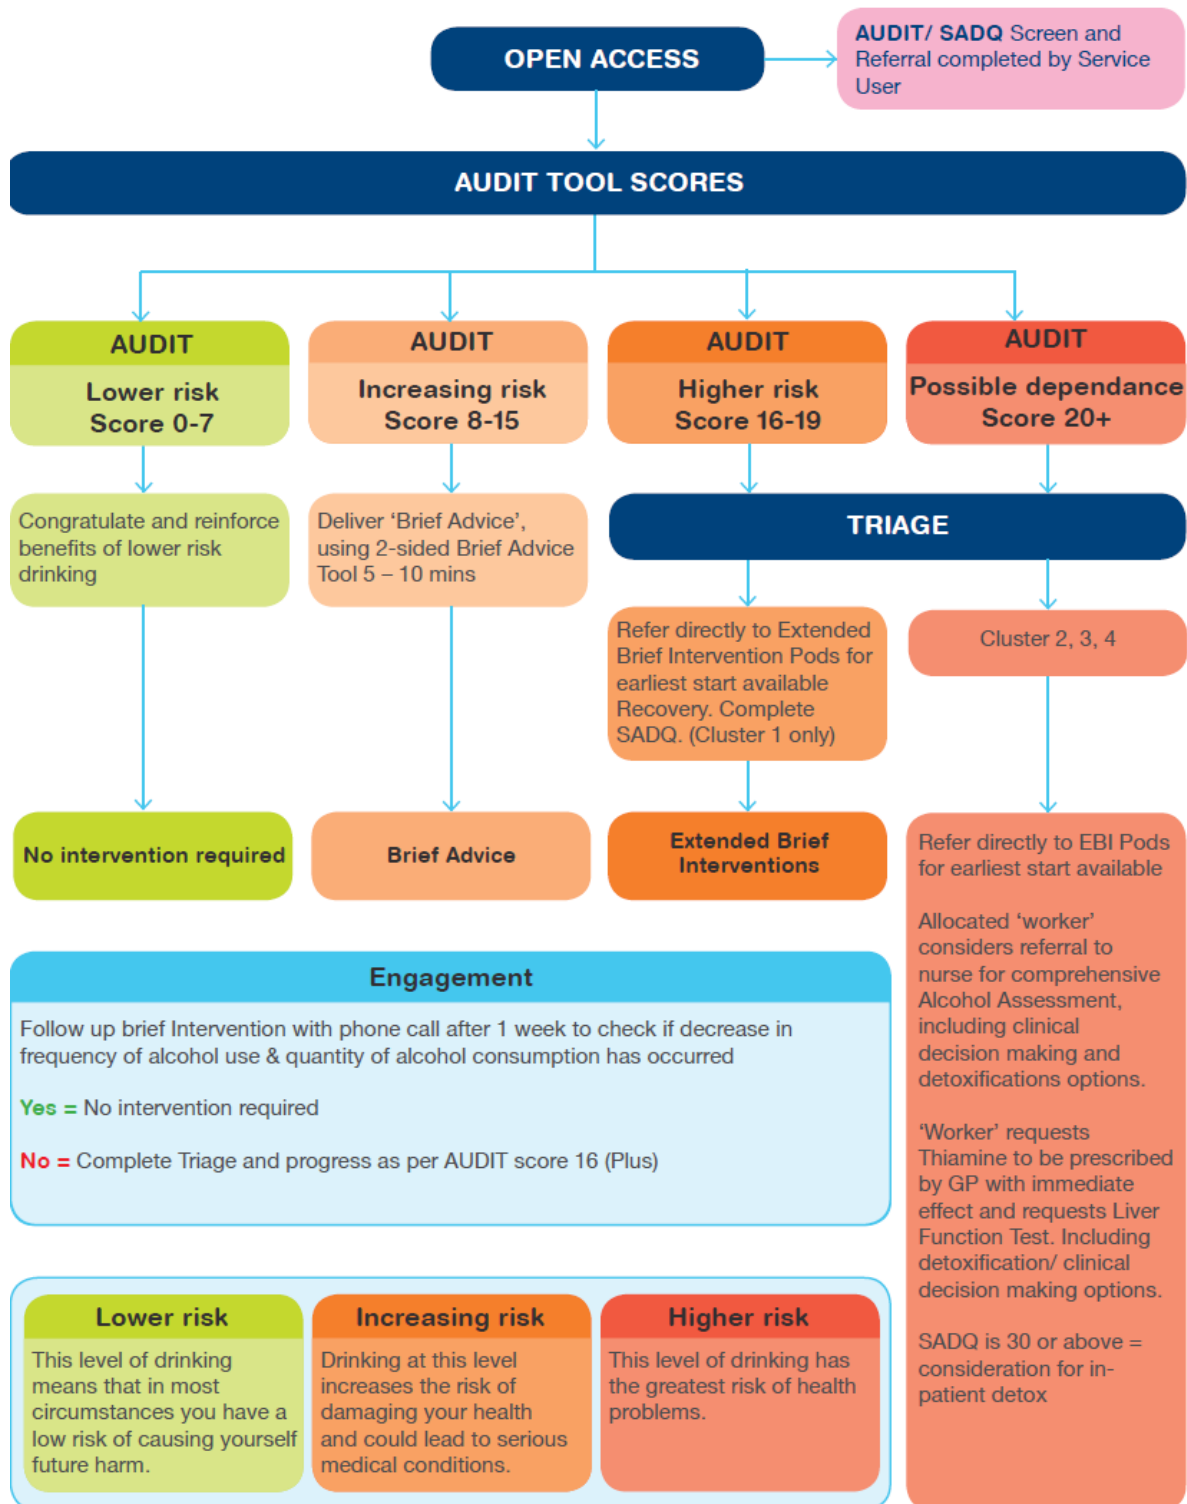 OPEN ACCESS
AUDIT/ SADQ Screen and
Referral completed by Service
User
AUDIT TOOL SCORES
AUDIT
Lower risk
Score 0-7
AUDIT
Increasing risk
Score 8-15
AUDIT
Higher risk
Score 16-19
AUDIT
Possible dependance
Score 20+
Congratulate and reinforce
benefits of lower risk
drinking
Deliver ‘Brief Advice’,
using 2-sided Brief Advice
Tool 5 – 10 mins
TRIAGE
Refer directly to Extended
Brief Intervention Pods for
earliest start available
Recovery. Complete
SADQ. (Cluster 1 only)
Cluster 2, 3, 4
No intervention required
Brief Advice
Extended Brief
Interventions
Refer directly to EBI Pods
for earliest start available
Allocated ‘worker’
considers referral to
nurse for comprehensive
Alcohol Assessment,
including clinical
decision making and
detoxifications options.
‘Worker’ requests
Thiamine to be prescribed
by GP with immediate
effect and requests Liver
Function Test. Including
detoxification/ clinical
decision making options.
SADQ is 30 or above =
consideration for in-
patient detox
Engagement
Follow up brief Intervention with phone call after 1 week to check if decrease in
frequency of alcohol use & quantity of alcohol consumption has occurred
Yes = No intervention required
No = Complete Triage and progress as per AUDIT score 16 (Plus)
Lower risk
This level of drinking
means that in most
circumstances you have a
low risk of causing yourself
future harm.
Increasing risk
Drinking at this level
increases the risk of
damaging your health
and could lead to serious
medical conditions.
Higher risk
This level of drinking has
the greatest risk of health
problems.